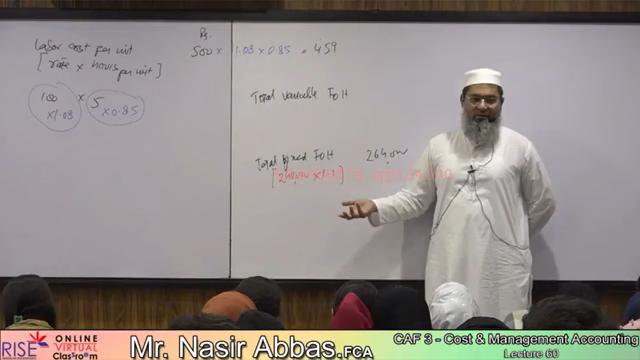 Labor cost per unit
[rate × hours per unit]
100 × 5
×1.08 ×0.85
Rs.
500 × 1.08 × 0.85 = 459
Total variable FOH
Total fixed FOH 264,000
RISE
ONLINE
VIRTUAL
Classroom
Mr. Nasir Abbas.FCA
CAF 3 - Cost & Management Accounting
Lecture 60